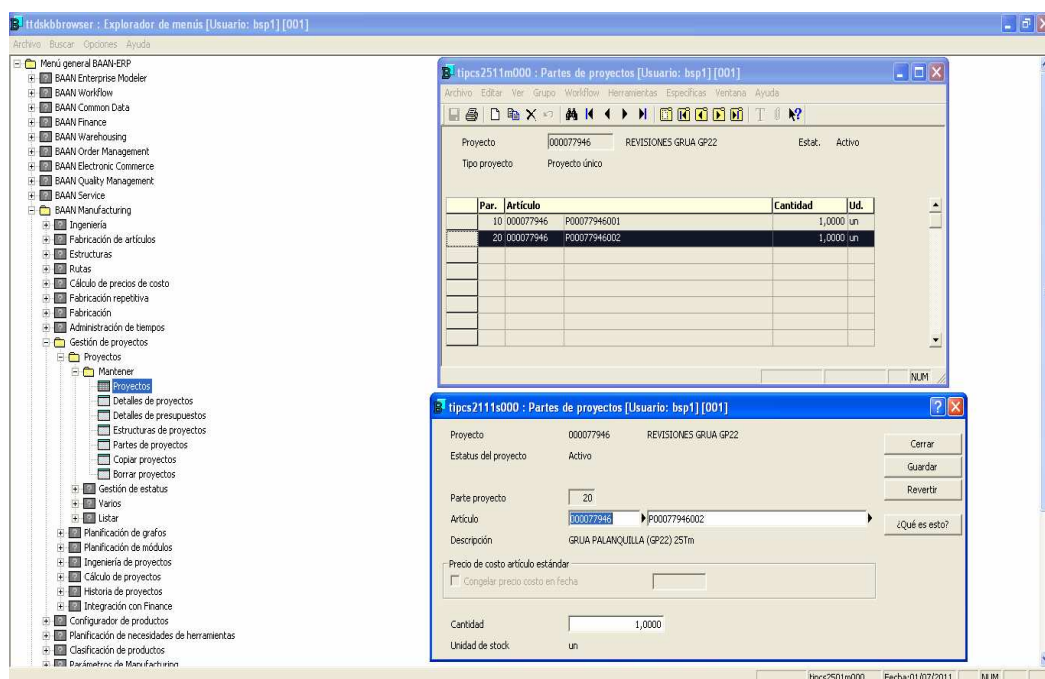 ttdskbbrowser : Explorador de menús [Usuario: bsp1] [001]
Archivo Buscar Opciones Ayuda
Menú general BAAN-ERP
BAAN Enterprise Modeler
BAAN Workflow
BAAN Common Data
BAAN Finance
BAAN Warehousing
BAAN Order Management
BAAN Electronic Commerce
BAAN Quality Management
BAAN Service
BAAN Manufacturing
Ingeniería
Fabricación de artículos
Estructuras
Rutas
Cálculo de precios de costo
Fabricación repetitiva
Fabricación
Administración de tiempos
Gestión de proyectos
Proyectos
Mantener
Proyectos
Detalles de proyectos
Detalles de presupuestos
Estructuras de proyectos
Partes de proyectos
Copiar proyectos
Borrar proyectos
Gestión de estatus
Varios
Listar
Planificación de grafos
Planificación de módulos
Ingeniería de proyectos
Cálculo de proyectos
Historia de proyectos
Integración con Finance
Configurador de productos
Planificación de necesidades de herramientas
Clasificación de productos
Parámetros de Manufacturing
tipcs2511m000 : Partes de proyectos [Usuario: bsp1] [001]
Archivo Editar Ver Grupo Workflow Herramientas Específicas Ventana Ayuda
Proyecto 000077946 REVISIONES GRUA GP22 Estat. Activo
Tipo proyecto Proyecto único
Par. Artículo Cantidad Ud.
10 000077946 P00077946001 1,0000 un
20 000077946 P00077946002 1,0000 un
NUM
tipcs2111s000 : Partes de proyectos [Usuario: bsp1] [001]
Proyecto 000077946 REVISIONES GRUA GP22
Estatus del proyecto Activo
Parte proyecto 20
Artículo 000077946 P00077946002
Descripción GRUA PALANQUILLA (GP22) 25Tm
Precio de costo artículo estándar
Congelar precio costo en fecha
Cantidad 1,0000
Unidad de stock un
Cerrar
Guardar
Revertir
¿Qué es esto?
tipcs2501m000 Fecha:01/07/2011 NUM